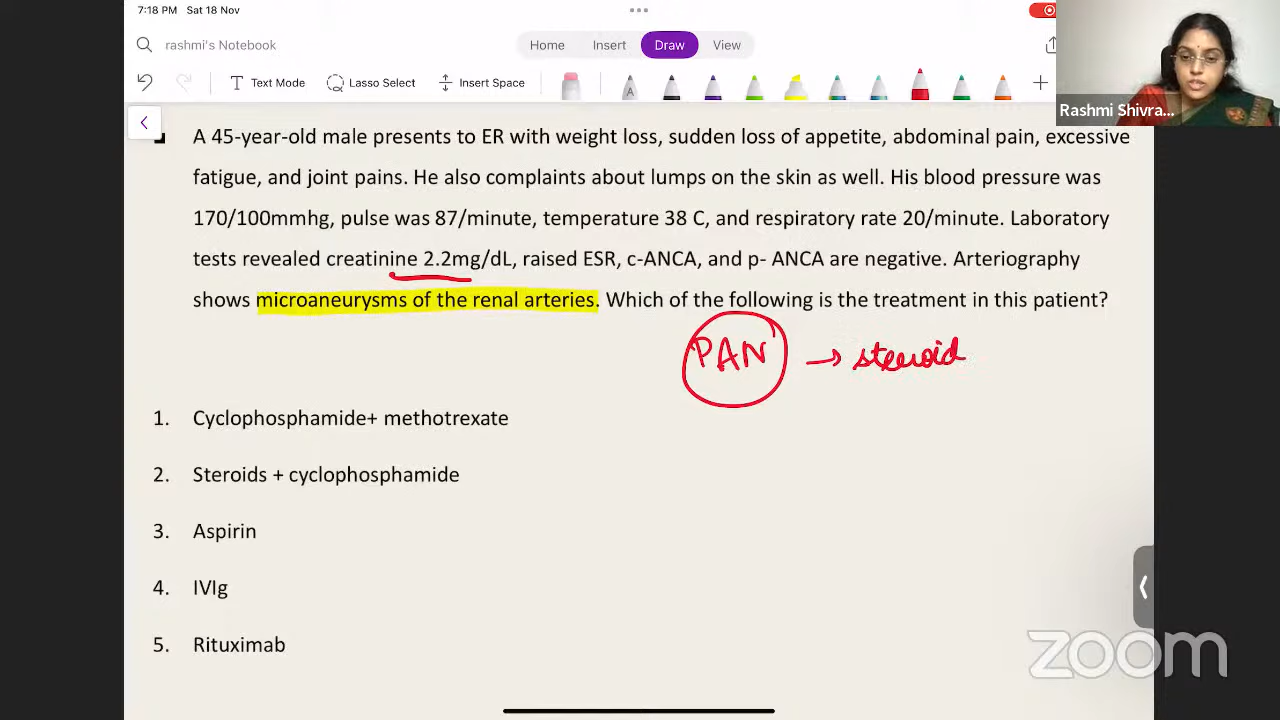 7:18 PM Sat 18 Nov
rashmi's Notebook
Home Insert Draw View
Text Mode Lasso Select Insert Space
A
Rashmi Shivra...
A 45-year-old male presents to ER with weight loss, sudden loss of appetite, abdominal pain, excessive
fatigue, and joint pains. He also complaints about lumps on the skin as well. His blood pressure was
170/100mmhg, pulse was 87/minute, temperature 38 C, and respiratory rate 20/minute. Laboratory
tests revealed creatinine 2.2mg/dL, raised ESR, c-ANCA, and p- ANCA are negative. Arteriography
shows microaneurysms of the renal arteries. Which of the following is the treatment in this patient?
PAN → steroid
1. Cyclophosphamide+ methotrexate
2. Steroids + cyclophosphamide
3. Aspirin
4. IVIg
5. Rituximab
zoom